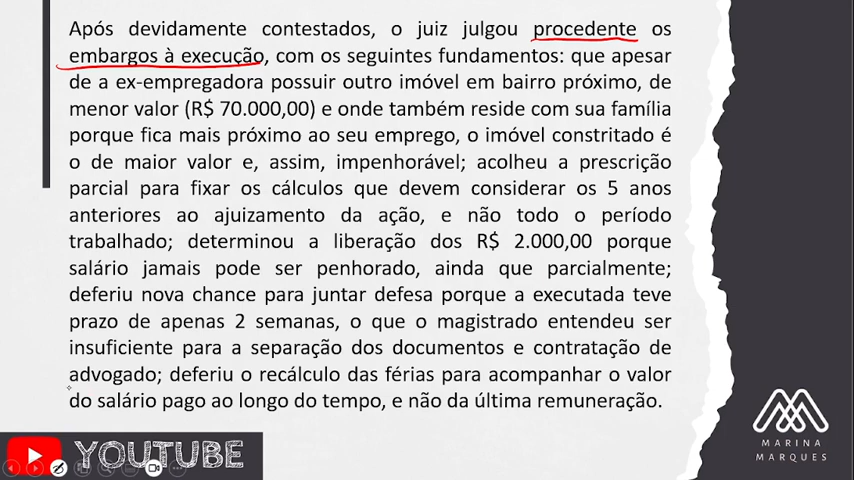 Após devidamente contestados, o juiz julgou procedente os
embargos à execução, com os seguintes fundamentos: que apesar
de a ex-empregadora possuir outro imóvel em bairro próximo, de
menor valor (R$ 70.000,00) e onde também reside com sua família
porque fica mais próximo ao seu emprego, o imóvel constritado é
o de maior valor e, assim, impenhorável; acolheu a prescrição
parcial para fixar os cálculos que devem considerar os 5 anos
anteriores ao ajuizamento da ação, e não todo o período
trabalhado; determinou a liberação dos R$ 2.000,00 porque
salário jamais pode ser penhorado, ainda que parcialmente;
deferiu nova chance para juntar defesa porque a executada teve
prazo de apenas 2 semanas, o que o magistrado entendeu ser
insuficiente para a separação dos documentos e contratação de
advogado; deferiu o recálculo das férias para acompanhar o valor
do salário pago ao longo do tempo, e não da última remuneração.
YOUTUBE
MARINA
MARQUES